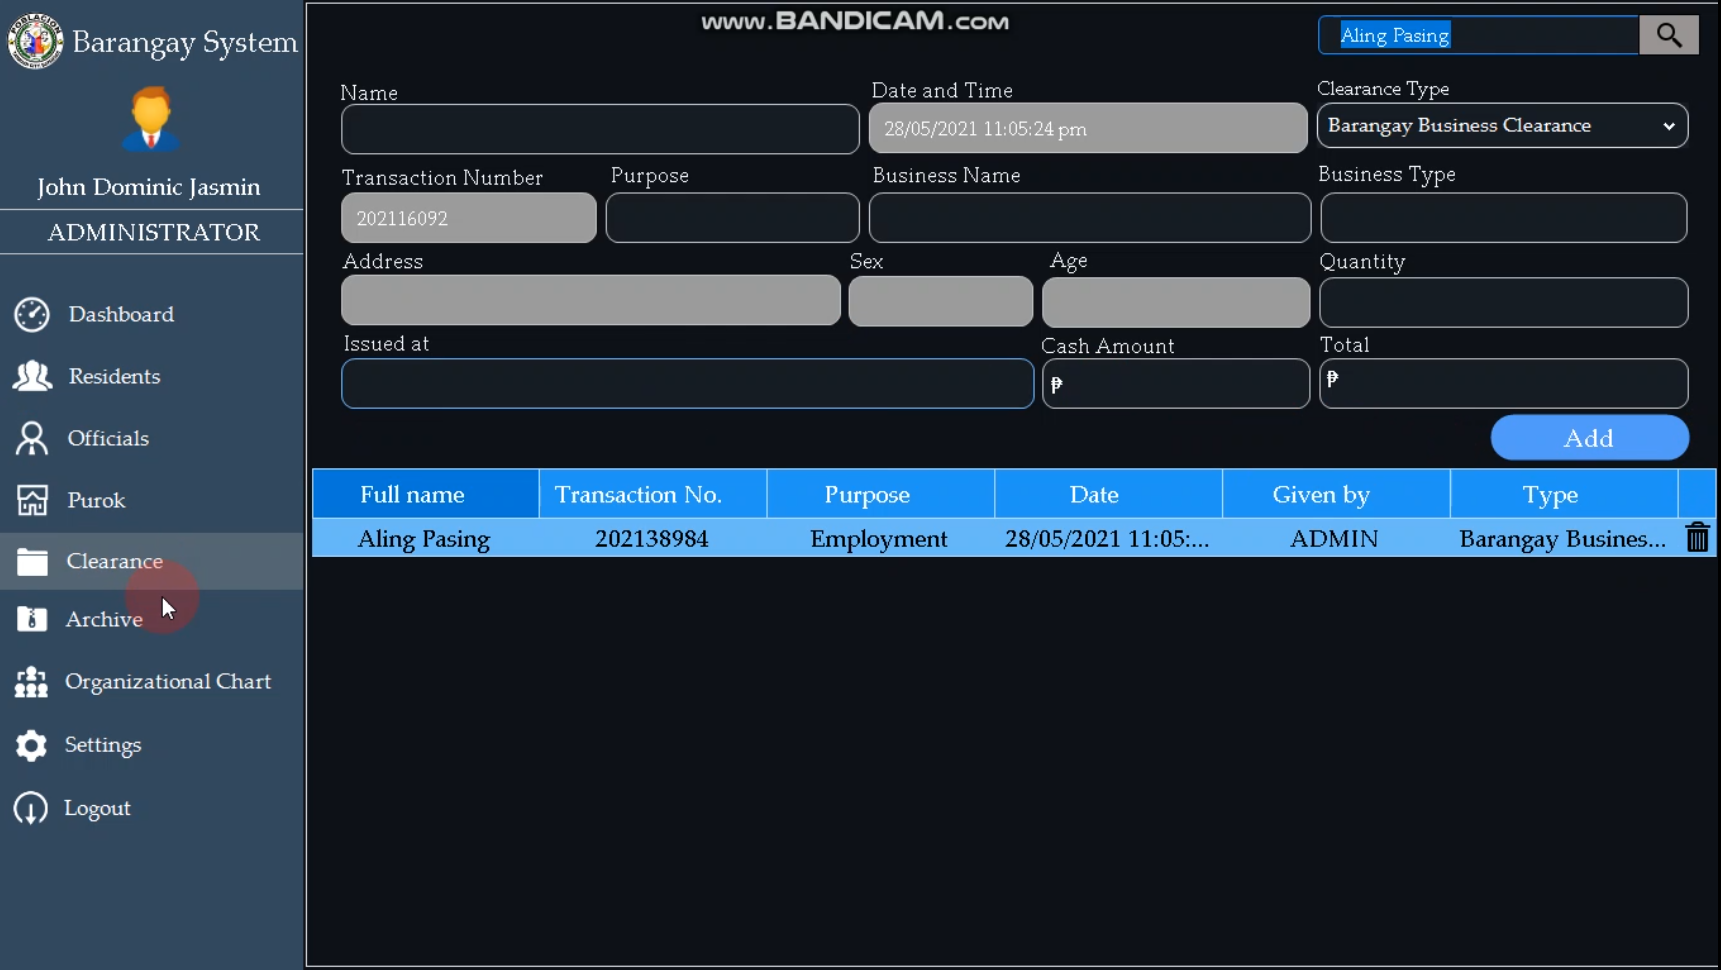 POBLACION
Barangay System
John Dominic Jasmin
ADMINISTRATOR
Dashboard
Residents
Officials
Purok
Clearance
Archive
Organizational Chart
Settings
Logout
www.BANDICAM.com
Aling Pasing
Name
Date and Time
28/05/2021 11:05:24 pm
Clearance Type
Barangay Business Clearance
Transaction Number
202116092
Purpose
Business Name
Business Type
Address
Sex
Age
Quantity
Issued at
Cash Amount
₱
Total
₱
Add
Full name Transaction No. Purpose Date Given by Type
Aling Pasing 202138984 Employment 28/05/2021 11:05:... ADMIN Barangay Busines...